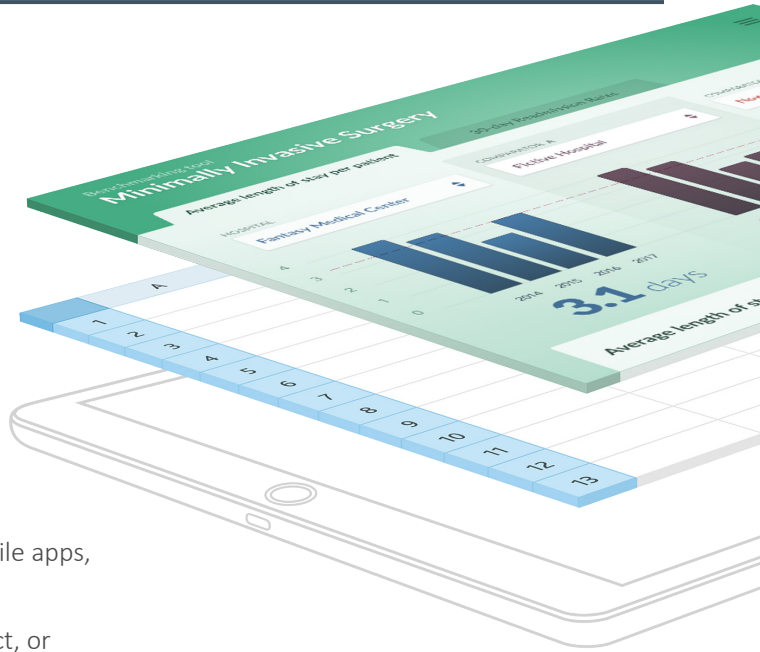 Benchmarking tool
Minimally Invasive Surgery
Average length of stay per patient
30-day Readmission Rates
HOSPITAL
Fantasy Medical Center
COMPARATOR A
Fictive Hospital
4
3
2
1
0
2014
2015
2016
2017
3.1 days
Average length of
A
1
2
3
4
5
6
7
8
9
10
11
12
13
ile apps,
ct, or